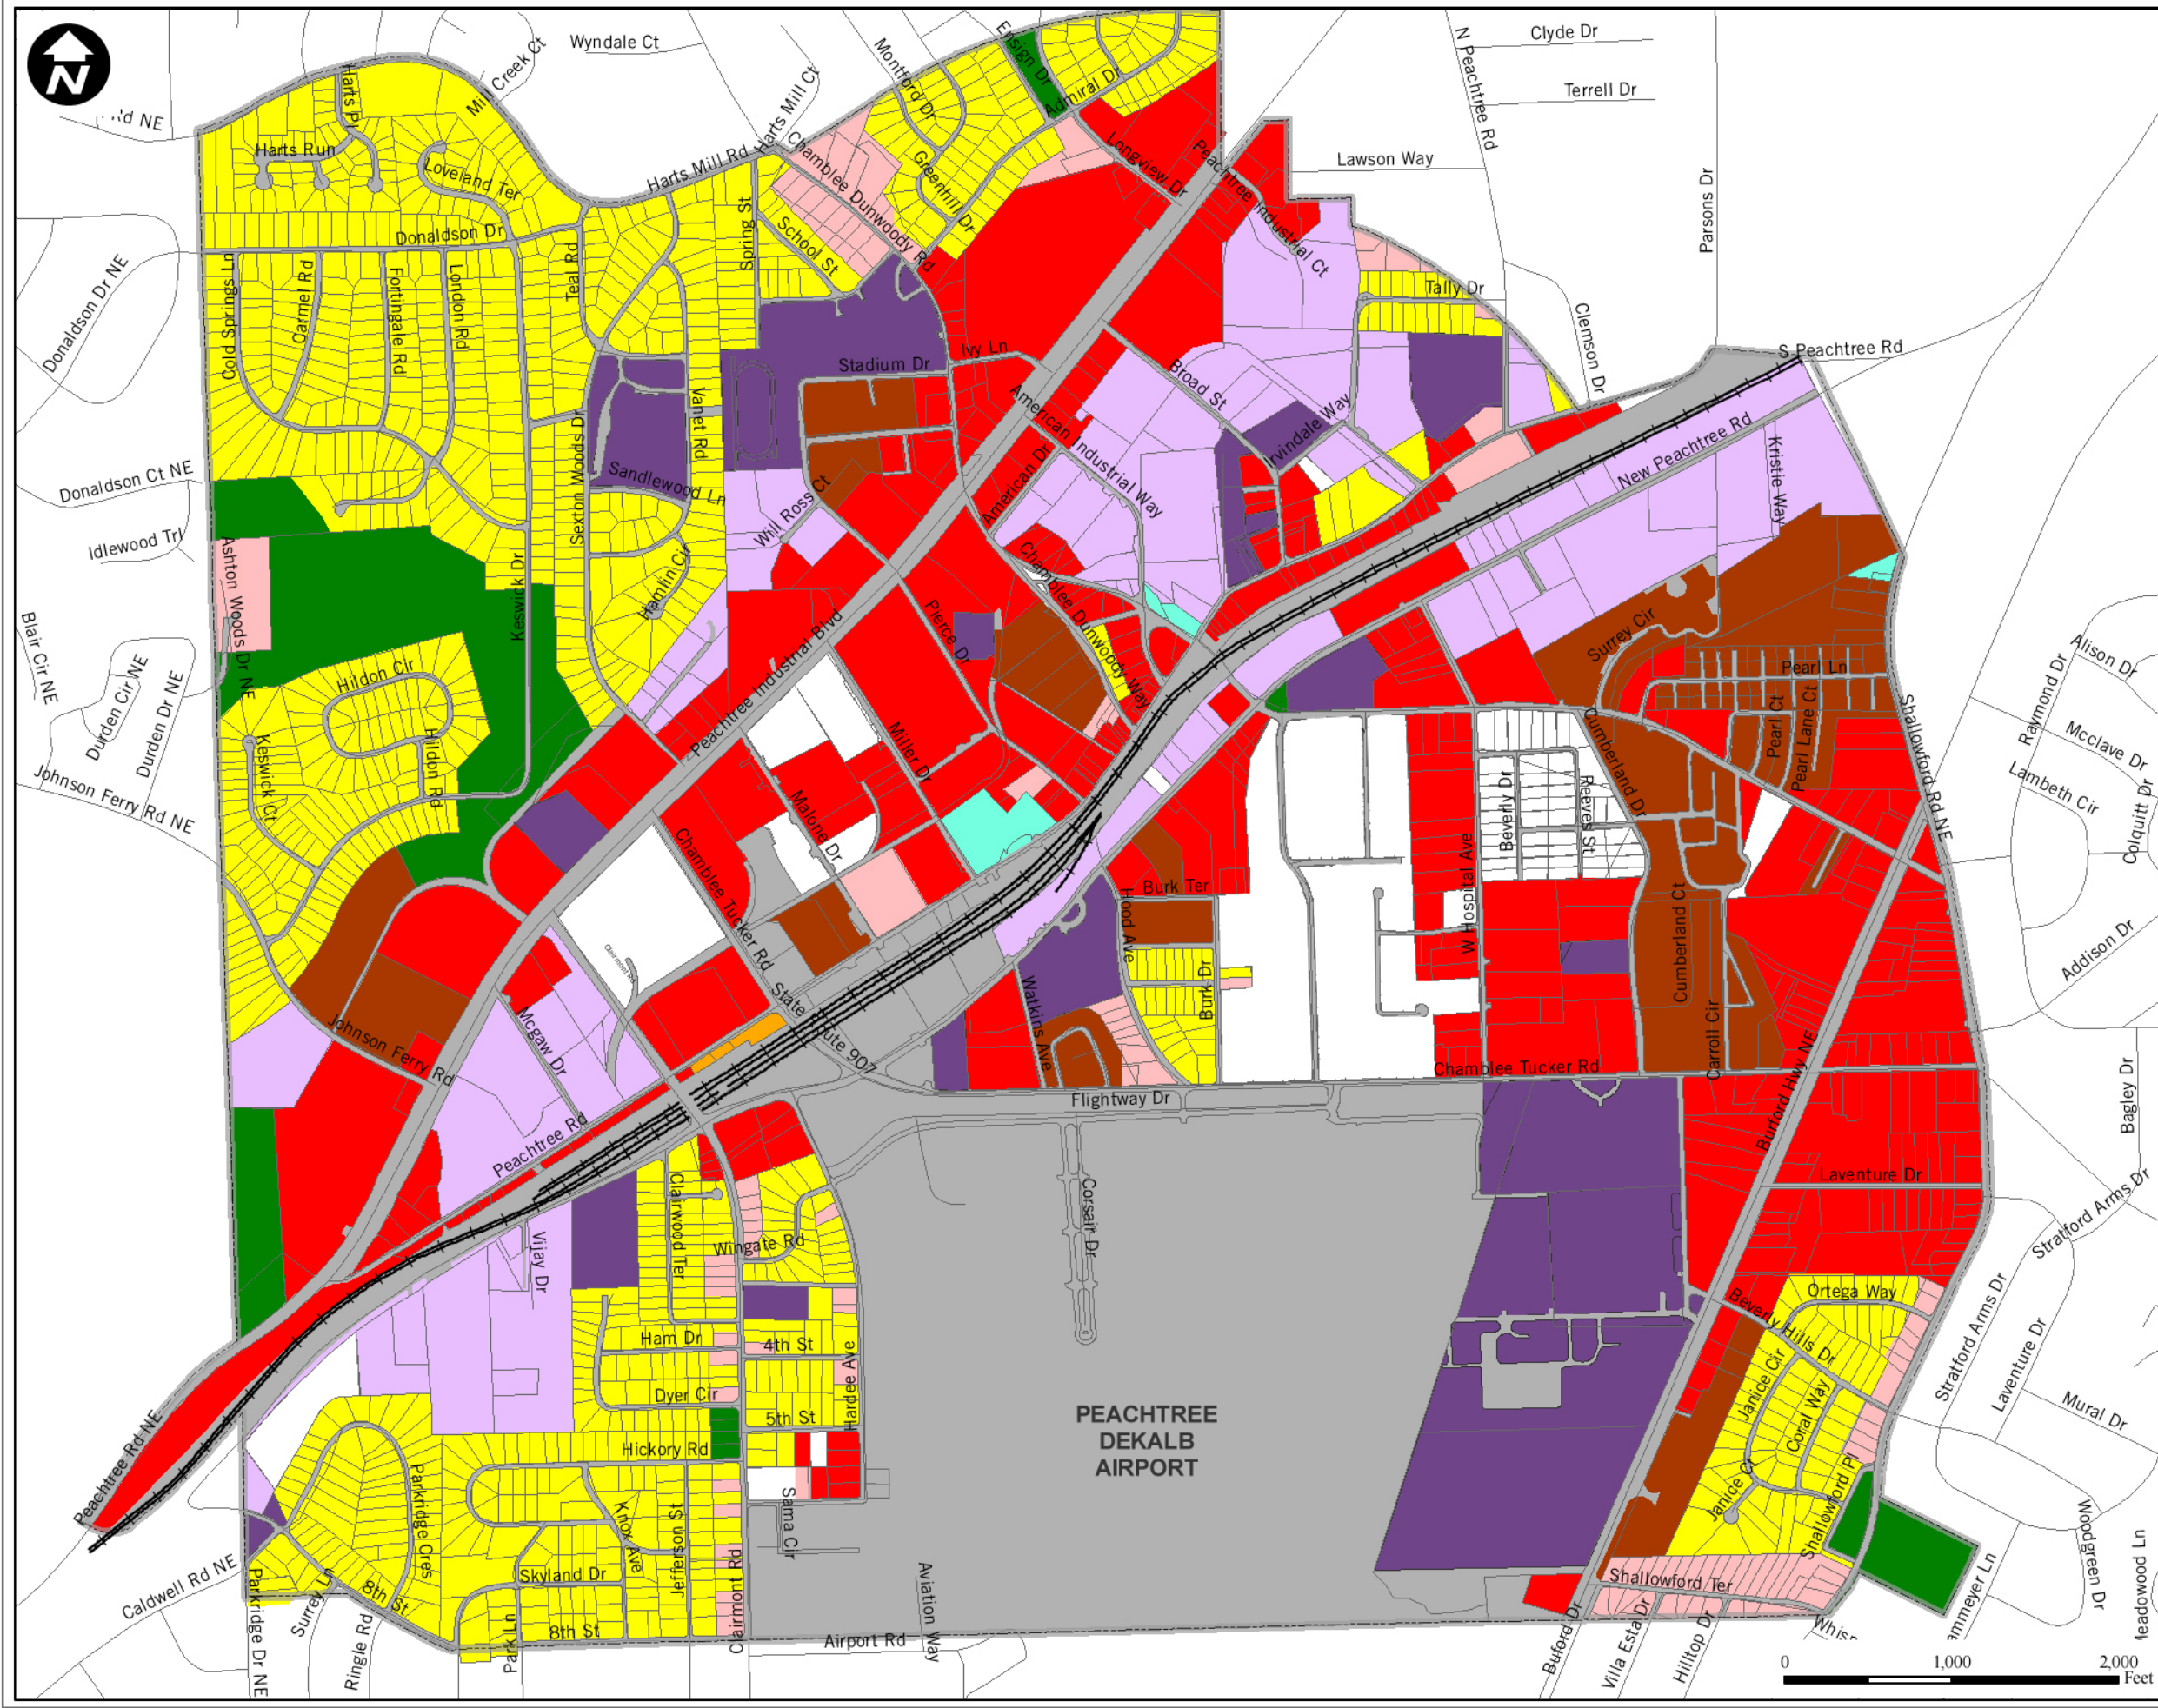 N
Wyndale Ct
Mill Creek Ct
Harts Pl
Harts Run
Loveland Ter
Harts Mill Rd
Harts Mill Ct
Montford Dr
Ensign Dr
Admiral Dr
Greenhill Dr
Longview Dr
Chamblee Dunwoody Rd
School St
Spring St
N Peachtree Rd
Clyde Dr
Terrell Dr
Lawson Way
Parsons Dr
Peachtree Industrial Ct
Tally Dr
Clemson Dr
S Peachtree Rd
Rd NE
Donaldson Dr NE
Donaldson Dr
Cold Springs Ln
Carmel Rd
Fortingale Rd
London Rd
Teal Rd
Vanet Rd
Sexton Woods Dr
Sandlewood Ln
Hamlin Cir
Stadium Dr
Ivy Ln
Broad St
Irvindale Way
American Industrial Way
American Dr
Will Ross Ct
New Peachtree Rd
Kristie Way
Donaldson Ct NE
Idlewood Trl
Ashton Woods Dr NE
Blair Cir NE
Durden Cir NE
Durden Dr NE
Johnson Ferry Rd NE
Keswick Dr
Hildon Cir
Hildon Rd
Keswick Ct
Peachtree Industrial Blvd
Pierce Dr
Chamblee Dunwoody Way
Miller Dr
Malone Dr
Chamblee Tucker Rd
Clairmont Rd
Surrey Cir
Pearl Ln
Pearl Ct
Pearl Lane Ct
Shallowford Rd NE
Cumberland Dr
Beverly Dr
Reeves St
W Hospital Ave
Cumberland Ct
Carroll Cir
Alison Dr
Raymond Dr
Mcclave Dr
Lambeth Cir
Colquitt Dr
Addison Dr
Burk Ter
Hood Ave
Burk Dr
Watkins Ave
State Route 907
Mcgaw Dr
Johnson Ferry Rd
Peachtree Rd
Flightway Dr
Chamblee Tucker Rd
Buford Hwy NE
Bagley Dr
Laventure Dr
Stratford Arms Dr
Corsair Dr
Clairwood Ter
Wingate Rd
Vijay Dr
Ham Dr
4th St
Dyer Cir
5th St
Hardee Ave
Hickory Rd
PEACHTREE
DEKALB
AIRPORT
Ortega Way
Beverly Hills Dr
Janice Cir
Coral Way
Janice Ct
Shallowford Pl
Stratford Arms Dr
Laventure Dr
Mural Dr
Woodgreen Dr
Peachtree Rd NE
Caldwell Rd NE
Parkridge Dr NE
Surrey Ln
Ringle Rd
8th St
Parkridge Cres
Knox Ave
Jefferson St
Skyland Dr
Park Ln
8th St
Clairmont Rd
Sama Cir
Airport Rd
Aviation Way
Shallowford Ter
Buford Dr
Villa Esta Dr
Hilltop Dr
0 1,000 2,000
Feet